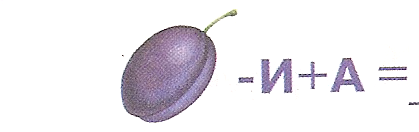 -И+А =